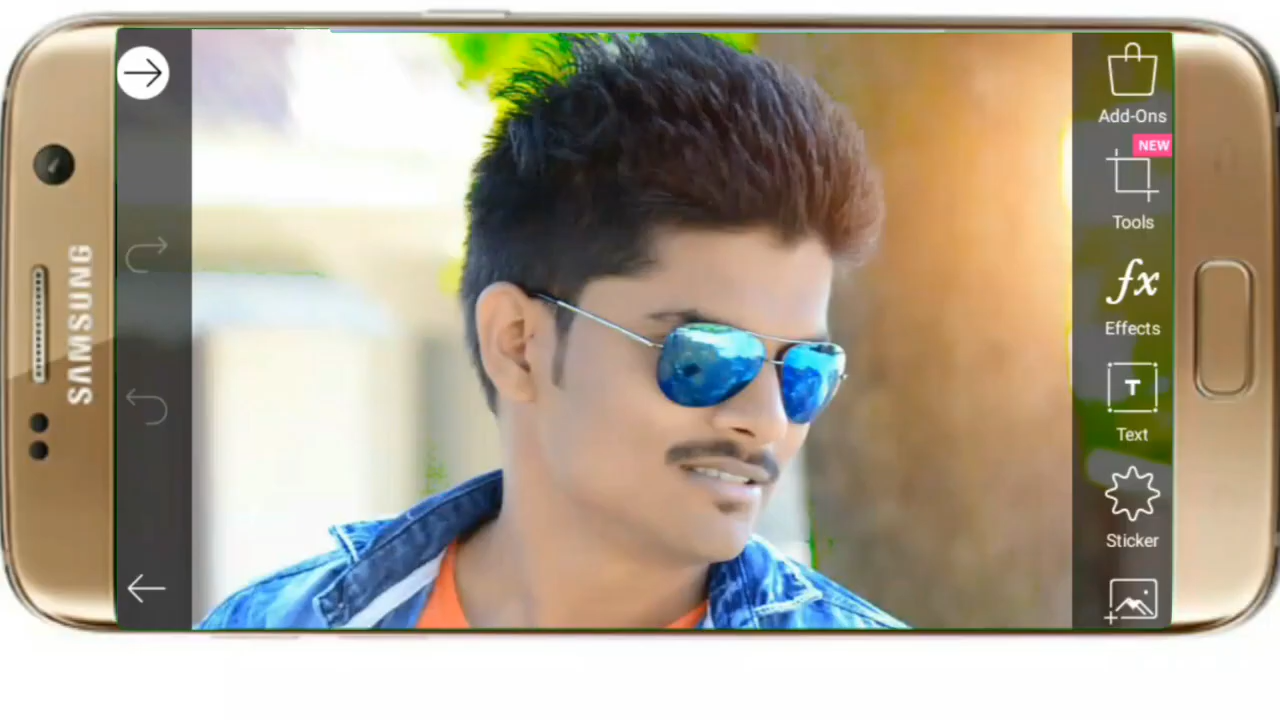 SAMSUNG
Add-Ons
NEW
Tools
fx
Effects
T
Text
Sticker